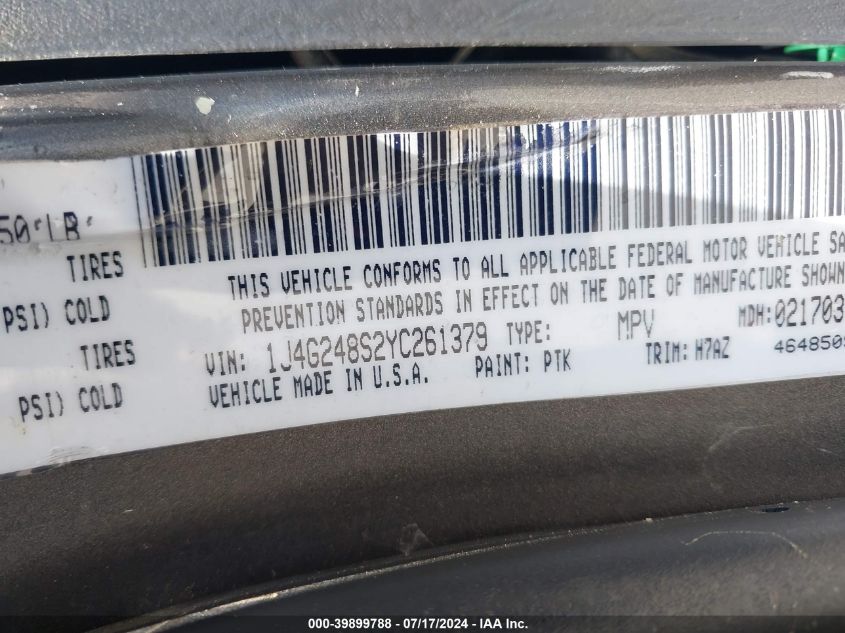 50 LB
TIRES
PSI) COLD
TIRES
PSI) COLD
THIS VEHICLE CONFORMS TO ALL APPLICABLE FEDERAL MOTOR VEHICLE SA
PREVENTION STANDARDS IN EFFECT ON THE DATE OF MANUFACTURE SHOWN
VIN: 1J4G248S2YC261379 TYPE: MPV MDH:021703
VEHICLE MADE IN U.S.A. PAINT: PTK TRIM: H7AZ 464850
000-39899788 - 07/17/2024 - IAA Inc.